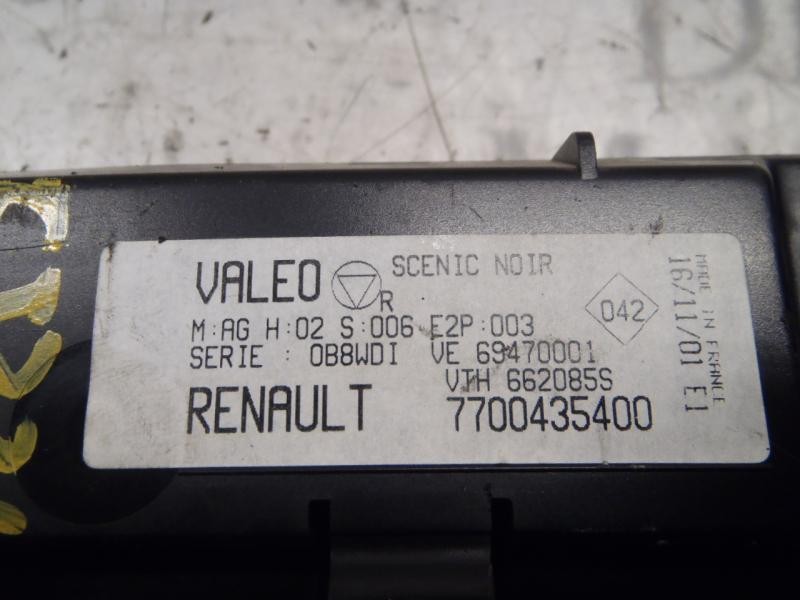 VALEO R SCENIC NOIR
M:AG H:02 S:006 E2P:003
SERIE : 0B8WDI VE 69470001
VTH 662085S
RENAULT 7700435400
042
MADE IN FRANCE
16/11/01 E1